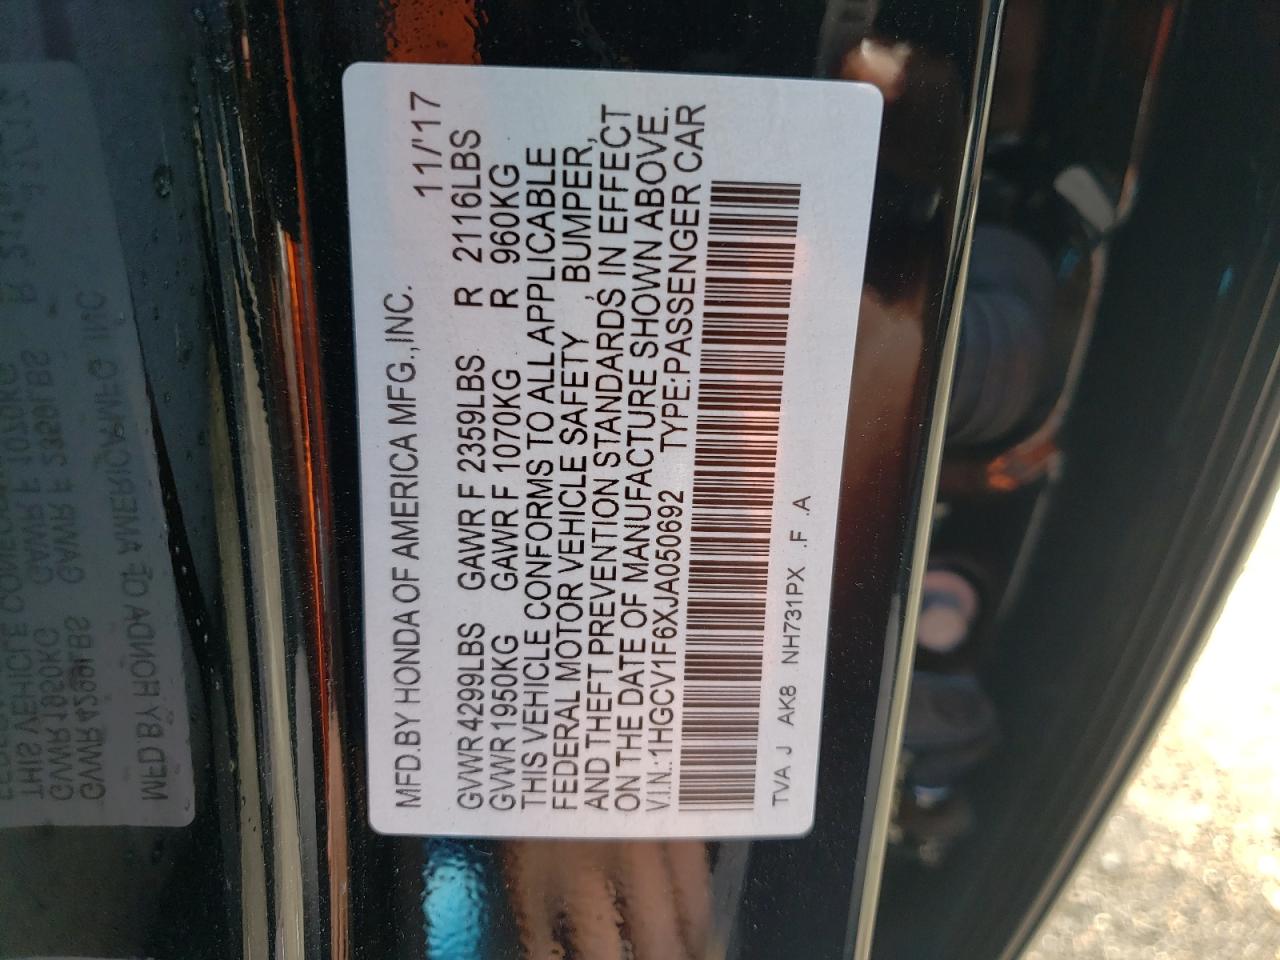 MFD.BY HONDA OF AMERICA MFG.,INC. 11/'17
GVWR 4299LBS GAWR F 2359LBS R 2116LBS
GVWR 1950KG GAWR F 1070KG R 960KG
THIS VEHICLE CONFORMS TO ALL APPLICABLE
FEDERAL MOTOR VEHICLE SAFETY , BUMPER,
AND THEFT PREVENTION STANDARDS IN EFFECT
ON THE DATE OF MANUFACTURE SHOWN ABOVE.
V.I.N.:1HGCV1F6XJA050692 TYPE:PASSENGER CAR
TVA J AK8 NH731PX .F .A